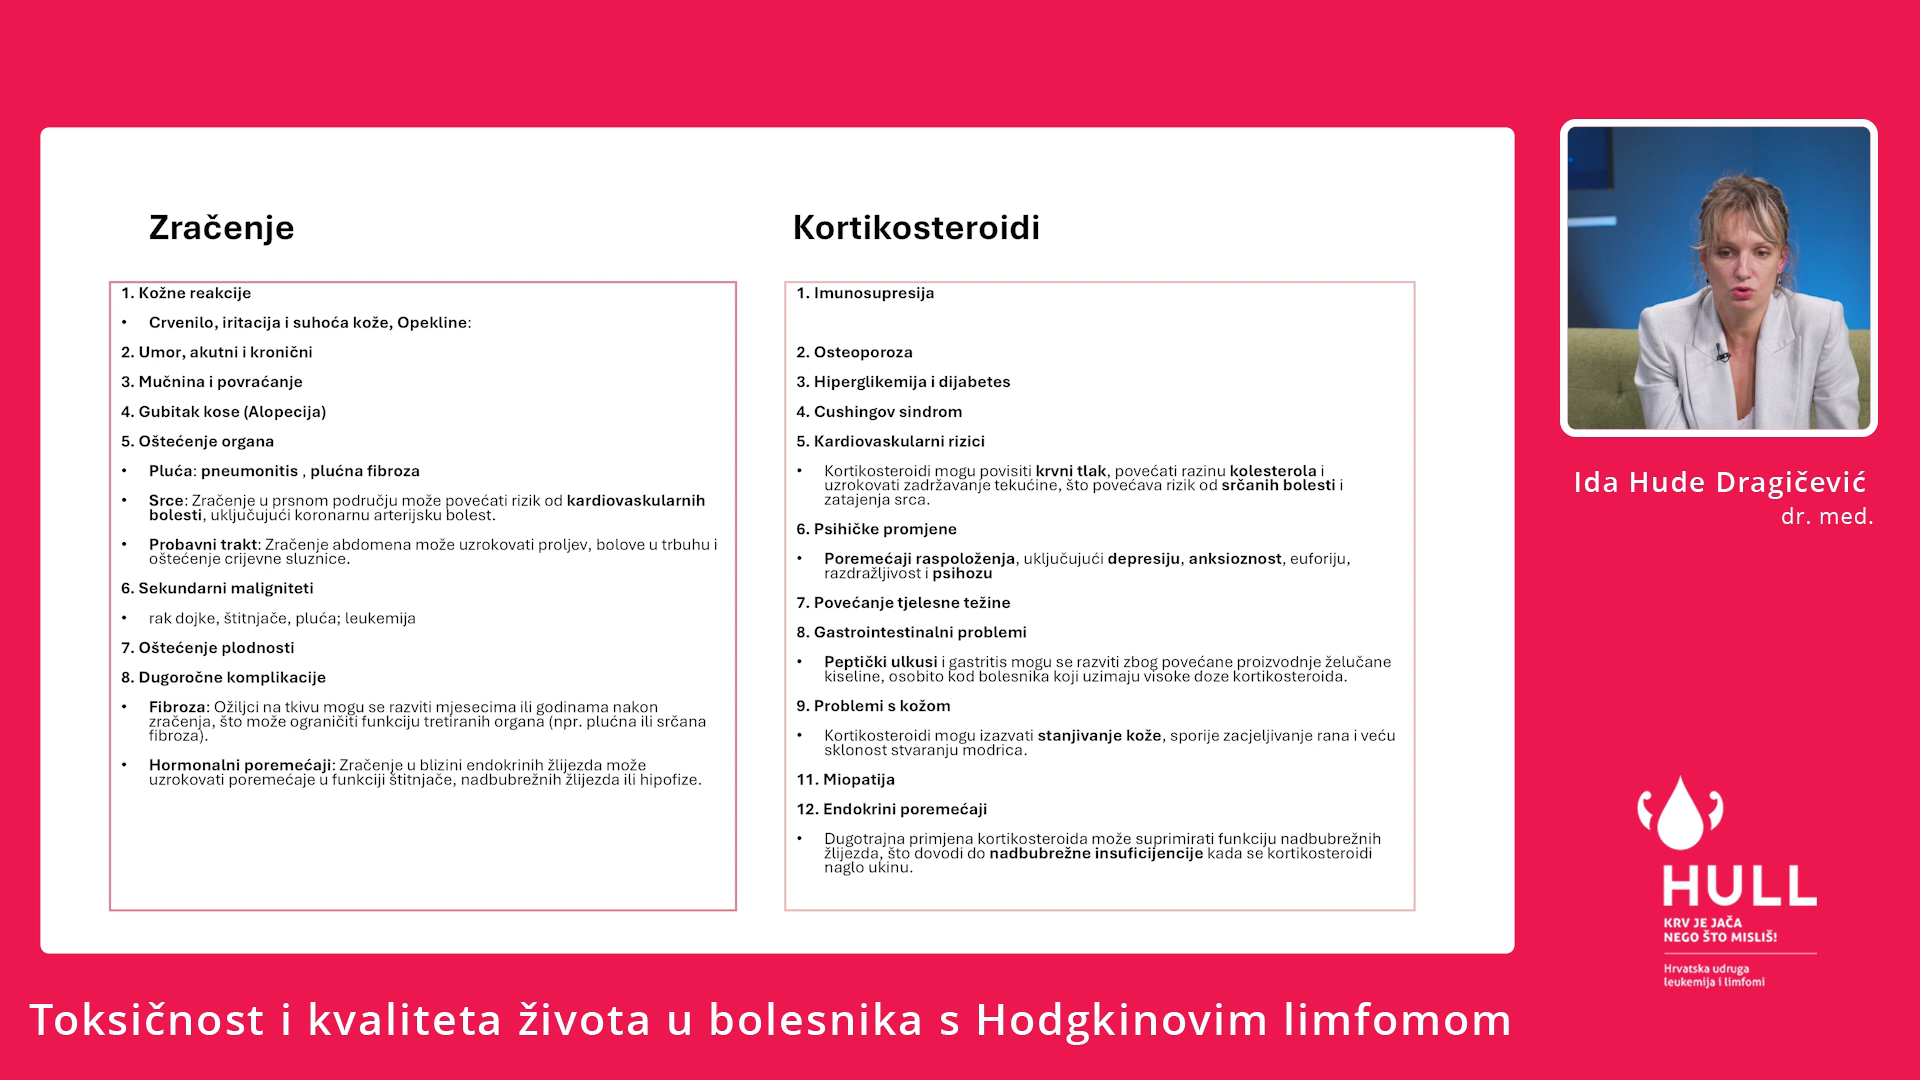 Zračenje
1. Kožne reakcije
• Crvenilo, iritacija i suhoća kože, Opekline:
2. Umor, akutni i kronični
3. Mučnina i povraćanje
4. Gubitak kose (Alopecija)
5. Oštećenje organa
• Pluća: pneumonitis , plućna fibroza
• Srce: Zračenje u prsnom području može povećati rizik od kardiovaskularnih
bolesti, uključujući koronarnu arterijsku bolest.
• Probavni trakt: Zračenje abdomena može uzrokovati proljev, bolove u trbuhu i
oštećenje crijevne sluznice.
6. Sekundarni maligniteti
• rak dojke, štitnjače, pluća; leukemija
7. Oštećenje plodnosti
8. Dugoročne komplikacije
• Fibroza: Ožiljci na tkivu mogu se razviti mjesecima ili godinama nakon
zračenja, što može ograničiti funkciju tretiranih organa (npr. plućna ili srčana
fibroza).
• Hormonalni poremećaji: Zračenje u blizini endokrinih žlijezda može
uzrokovati poremećaje u funkciji štitnjače, nadbubrežnih žlijezda ili hipofize.
Kortikosteroidi
1. Imunosupresija
2. Osteoporoza
3. Hiperglikemija i dijabetes
4. Cushingov sindrom
5. Kardiovaskularni rizici
• Kortikosteroidi mogu povisiti krvni tlak, povećati razinu kolesterola i
uzrokovati zadržavanje tekućine, što povećava rizik od srčanih bolesti i
zatajenja srca.
6. Psihičke promjene
• Poremećaji raspoloženja, uključujući depresiju, anksioznost, euforiju,
razdražljivost i psihozu
7. Povećanje tjelesne težine
8. Gastrointestinalni problemi
• Peptički ulkusi i gastritis mogu se razviti zbog povećane proizvodnje želučane
kiseline, osobito kod bolesnika koji uzimaju visoke doze kortikosteroida.
9. Problemi s kožom
• Kortikosteroidi mogu izazvati stanjivanje kože, sporije zacjeljivanje rana i veću
sklonost stvaranju modrica.
11. Miopatija
12. Endokrini poremećaji
• Dugotrajna primjena kortikosteroida može suprimirati funkciju nadbubrežnih
žlijezda, što dovodi do nadbubrežne insuficijencije kada se kortikosteroidi
naglo ukinu.
Ida Hude Dragičević
dr. med.
HULL
KRV JE JAČA
NEGO ŠTO MISLIŠ!
Hrvatska udruga
leukemija i limfomi
Toksičnost i kvaliteta života u bolesnika s Hodgkinovim limfomom